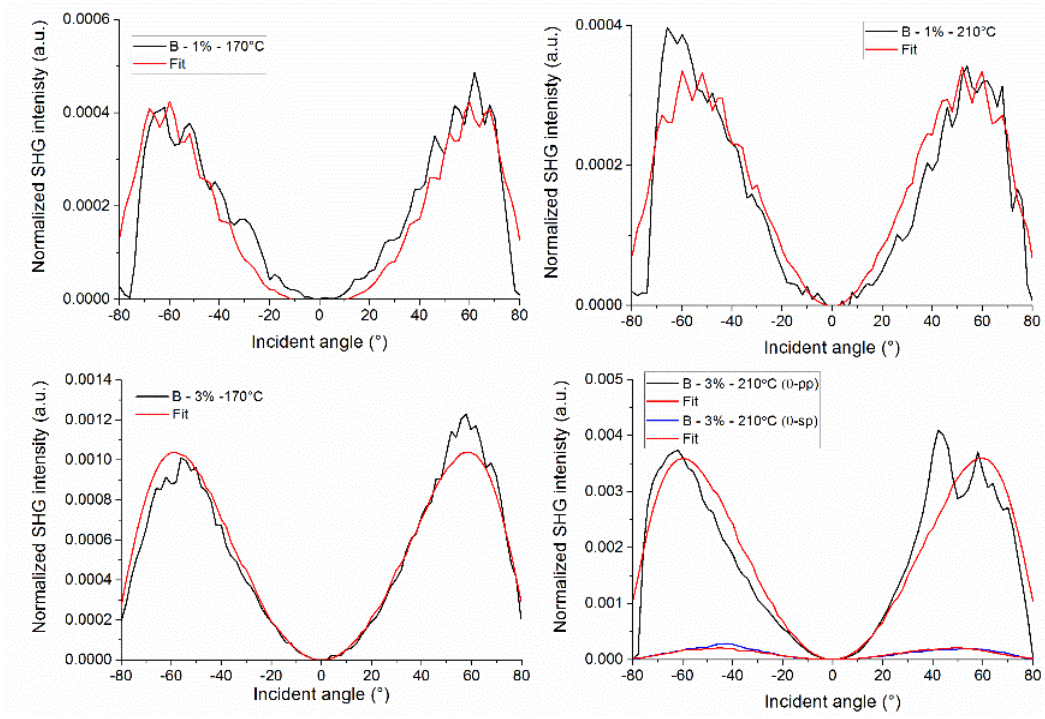 0.0006
0.0004
0.0002
0.0000
Normalized SHG intenisty (a.u.)
B - 1% -170°C
Fit
-80 -60 -40 -20 0 20 40 60 80
Incident angle (°)
0.0004
0.0002
0.0000
Normalized SHG intenisty (a.u.)
B - 1% -210°C
Fit
-80 -60 -40 -20 0 20 40 60 80
Incident angle (°)
0.0014
0.0012
0.0010
0.0008
0.0006
0.0004
0.0002
0.0000
Normalized SHG intenisty (a.u.)
B - 3% -170°C
Fit
-80 -60 -40 -20 0 20 40 60 80
Incident angle (°)
0.005
0.004
0.003
0.002
0.001
0.000
Normalized SHG intenisty (a.u.)
B - 3% - 210°C (θ-pp)
Fit
B - 3% - 210°C (θ-sp)
Fit
-80 -60 -40 -20 0 20 40 60 80
Incident angle (°)